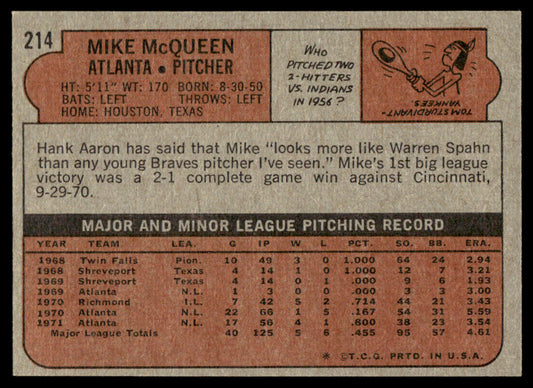 214
MIKE McQUEEN
ATLANTA • PITCHER
HT: 5'11" WT: 170 BORN: 8-30-50
BATS: LEFT THROWS: LEFT
HOME: HOUSTON, TEXAS
WHO
PITCHED TWO
2-HITTERS
VS. INDIANS
IN 1956?
TOM STURDIVANT-
YANKEES.
Hank Aaron has said that Mike "looks more like Warren Spahn
than any young Braves pitcher I've seen." Mike's 1st big league
victory was a 2-1 complete game win against Cincinnati,
9-29-70.
MAJOR AND MINOR LEAGUE PITCHING RECORD
YEAR TEAM LEA. G IP W L PCT. SO. BB. ERA.
1968 Twin Falls Pion. 10 49 3 0 1.000 64 24 2.94
1968 Shreveport Texas 4 14 1 0 1.000 12 7 3.21
1969 Shreveport Texas 4 14 0 1 .000 9 6 1.93
1969 Atlanta N.L. 1 3 0 0 .000 3 3 3.00
1970 Richmond I.L. 7 42 5 2 .714 44 21 3.43
1970 Atlanta N.L. 22 66 1 5 .167 54 31 5.59
1971 Atlanta N.L. 17 56 4 1 .800 38 23 3.54
Major League Totals 40 125 5 6 .455 95 57 4.61
* © T.C.G. PRTD. IN U.S.A.